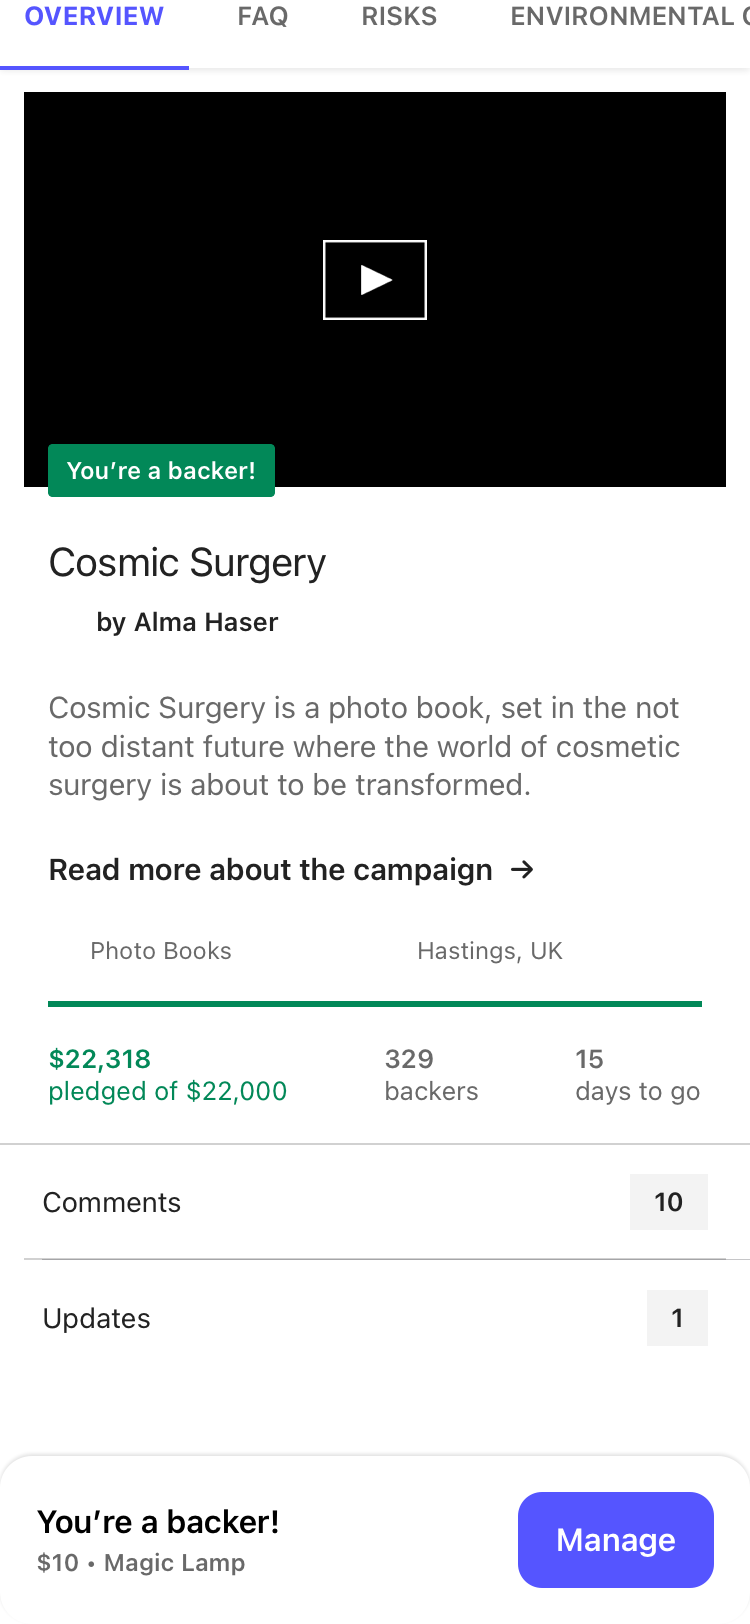 OVERVIEW FAQ RISKS ENVIRONMENTAL
You’re a backer!
Cosmic Surgery
by Alma Haser
Cosmic Surgery is a photo book, set in the not
too distant future where the world of cosmetic
surgery is about to be transformed.
Read more about the campaign →
Photo Books Hastings, UK
$22,318 329 15
pledged of $22,000 backers days to go
Comments 10
Updates 1
You’re a backer!
$10 • Magic Lamp
Manage